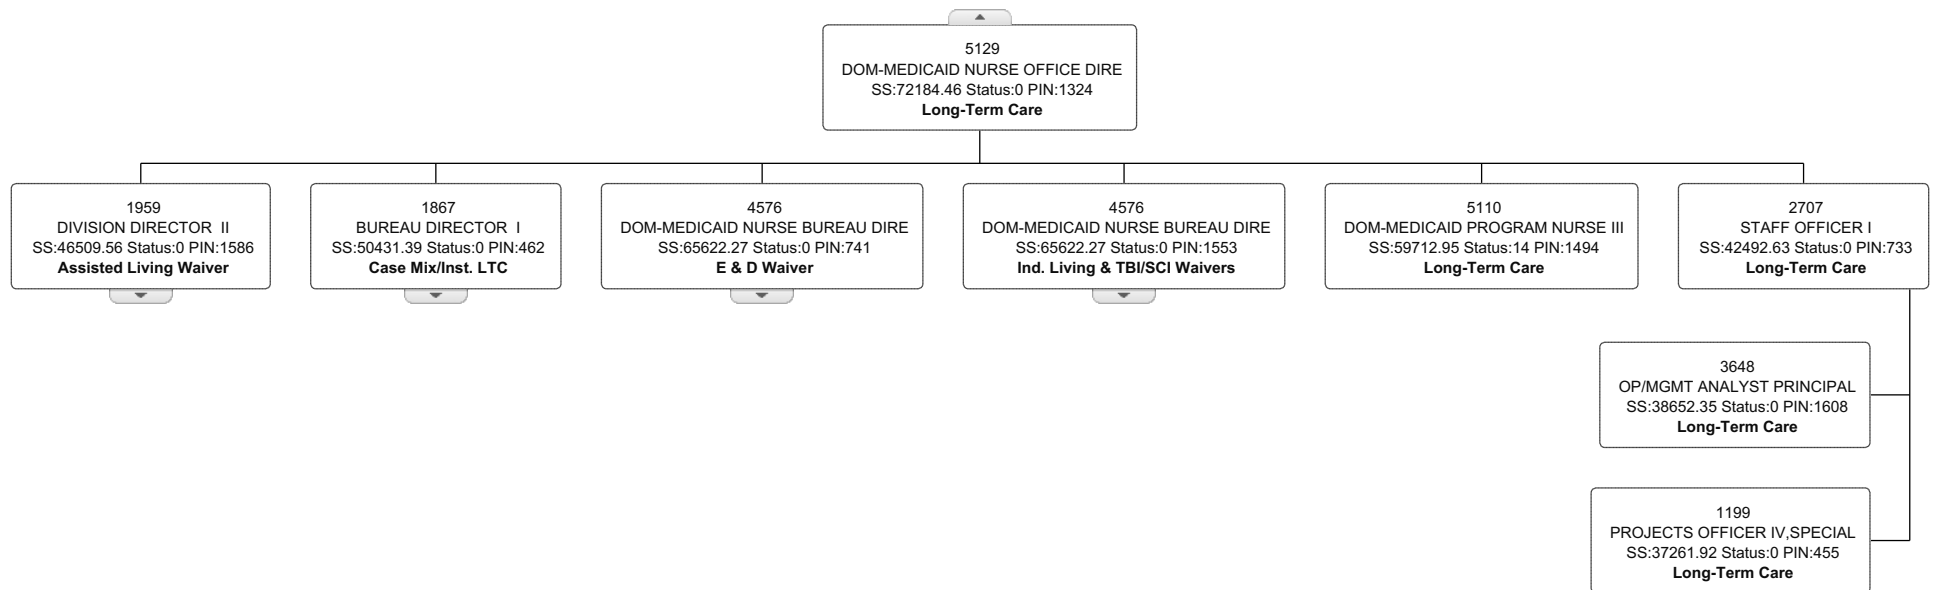 5129
DOM-MEDICAID NURSE OFFICE DIRE
SS:72184.46 Status:0 PIN:1324
Long-Term Care
1959
DIVISION DIRECTOR  II
SS:46509.56 Status:0 PIN:1586
Assisted Living Waiver
1867
BUREAU DIRECTOR  I
SS:50431.39 Status:0 PIN:462
Case Mix/Inst. LTC
4576
DOM-MEDICAID NURSE BUREAU DIRE
SS:65622.27 Status:0 PIN:741
E & D Waiver
4576
DOM-MEDICAID NURSE BUREAU DIRE
SS:65622.27 Status:0 PIN:1553
Ind. Living & TBI/SCI Waivers
5110
DOM-MEDICAID PROGRAM NURSE III
SS:59712.95 Status:14 PIN:1494
Long-Term Care
2707
STAFF OFFICER I
SS:42492.63 Status:0 PIN:733
Long-Term Care
3648
OP/MGMT ANALYST PRINCIPAL
SS:38652.35 Status:0 PIN:1608
Long-Term Care
1199
PROJECTS OFFICER IV,SPECIAL
SS:37261.92 Status:0 PIN:455
Long-Term Care